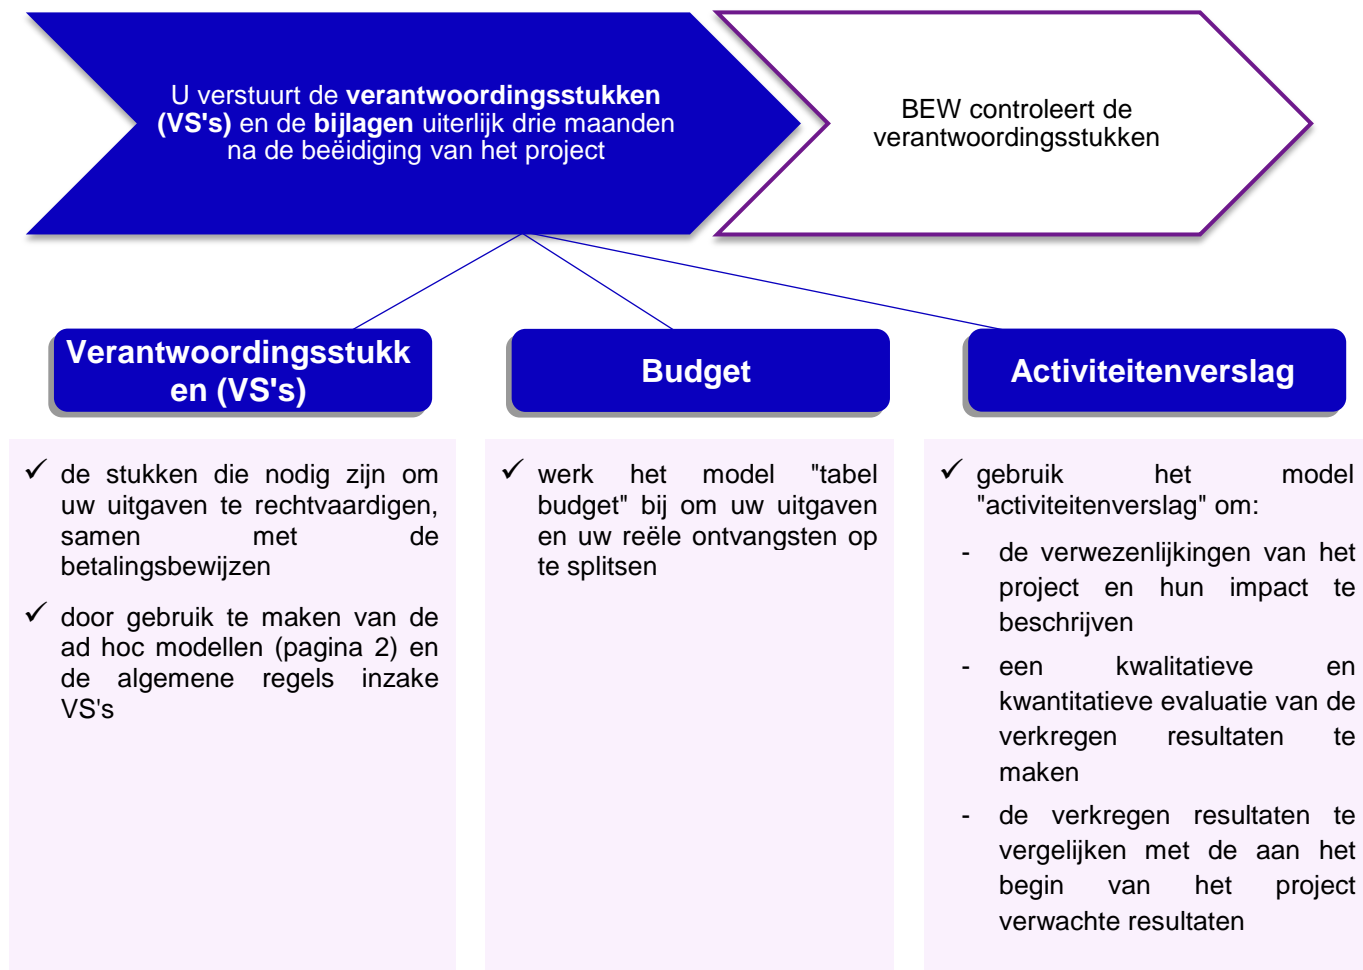 U verstuurt de verantwoordingsstukken
(VS's) en de bijlagen uiterlijk drie maanden
na de beëidiging van het project
BEW controleert de
verantwoordingsstukken
Verantwoordingsstukk
en (VS's)
Budget
Activiteitenverslag
✓ de stukken die nodig zijn om
uw uitgaven te rechtvaardigen,
samen met de
betalingsbewijzen
✓ door gebruik te maken van de
ad hoc modellen (pagina 2) en
de algemene regels inzake
VS's
✓ werk het model "tabel
budget" bij om uw uitgaven
en uw reële ontvangsten op
te splitsen
✓ gebruik het model
"activiteitenverslag" om:
- de verwezenlijkingen van het
project en hun impact te
beschrijven
- een kwalitatieve en
kwantitatieve evaluatie van de
verkregen resultaten te
maken
- de verkregen resultaten te
vergelijken met de aan het
begin van het project
verwachte resultaten